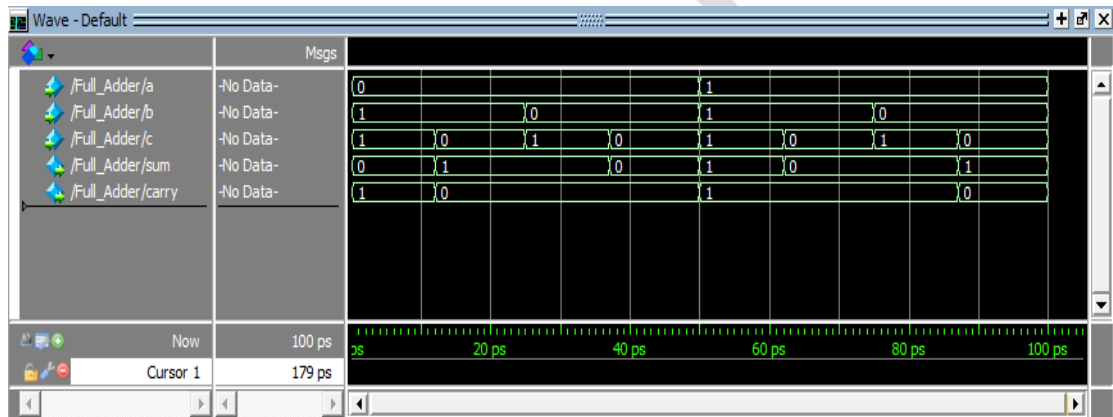 Wave - Default
Msgs
/Full_Adder/a -No Data- 0 1
/Full_Adder/b -No Data- 1 0 1 0
/Full_Adder/c -No Data- 1 0 1 0 1 0 1 0
/Full_Adder/sum -No Data- 0 1 0 1 0 1
/Full_Adder/carry -No Data- 1 0 1 0
Now 100 ps ps 20 ps 40 ps 60 ps 80 ps 100 ps
Cursor 1 179 ps